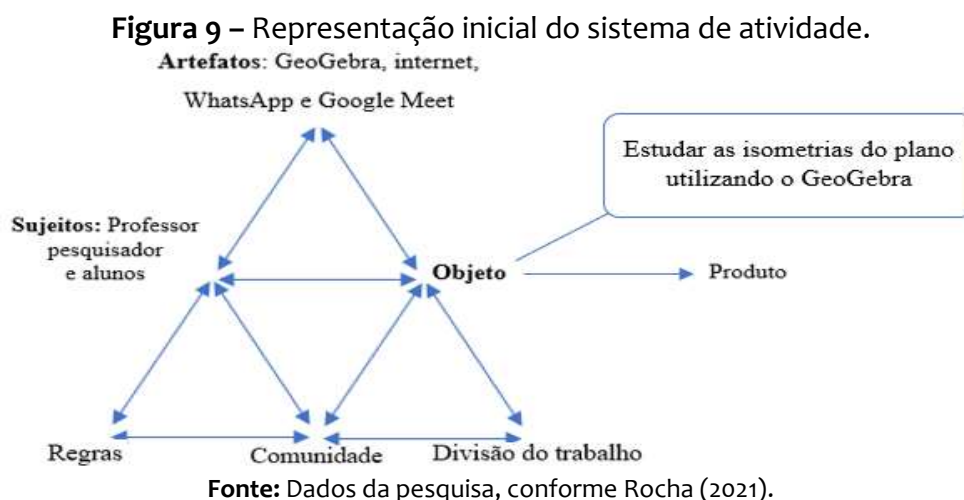 Figura 9 – Representação inicial do sistema de atividade.
Artefatos: GeoGebra, internet,
WhatsApp e Google Meet
Estudar as isometrias do plano
utilizando o GeoGebra
Sujeitos: Professor
pesquisador
e alunos
Objeto
Produto
Regras
Comunidade
Divisão do trabalho
Fonte: Dados da pesquisa, conforme Rocha (2021).